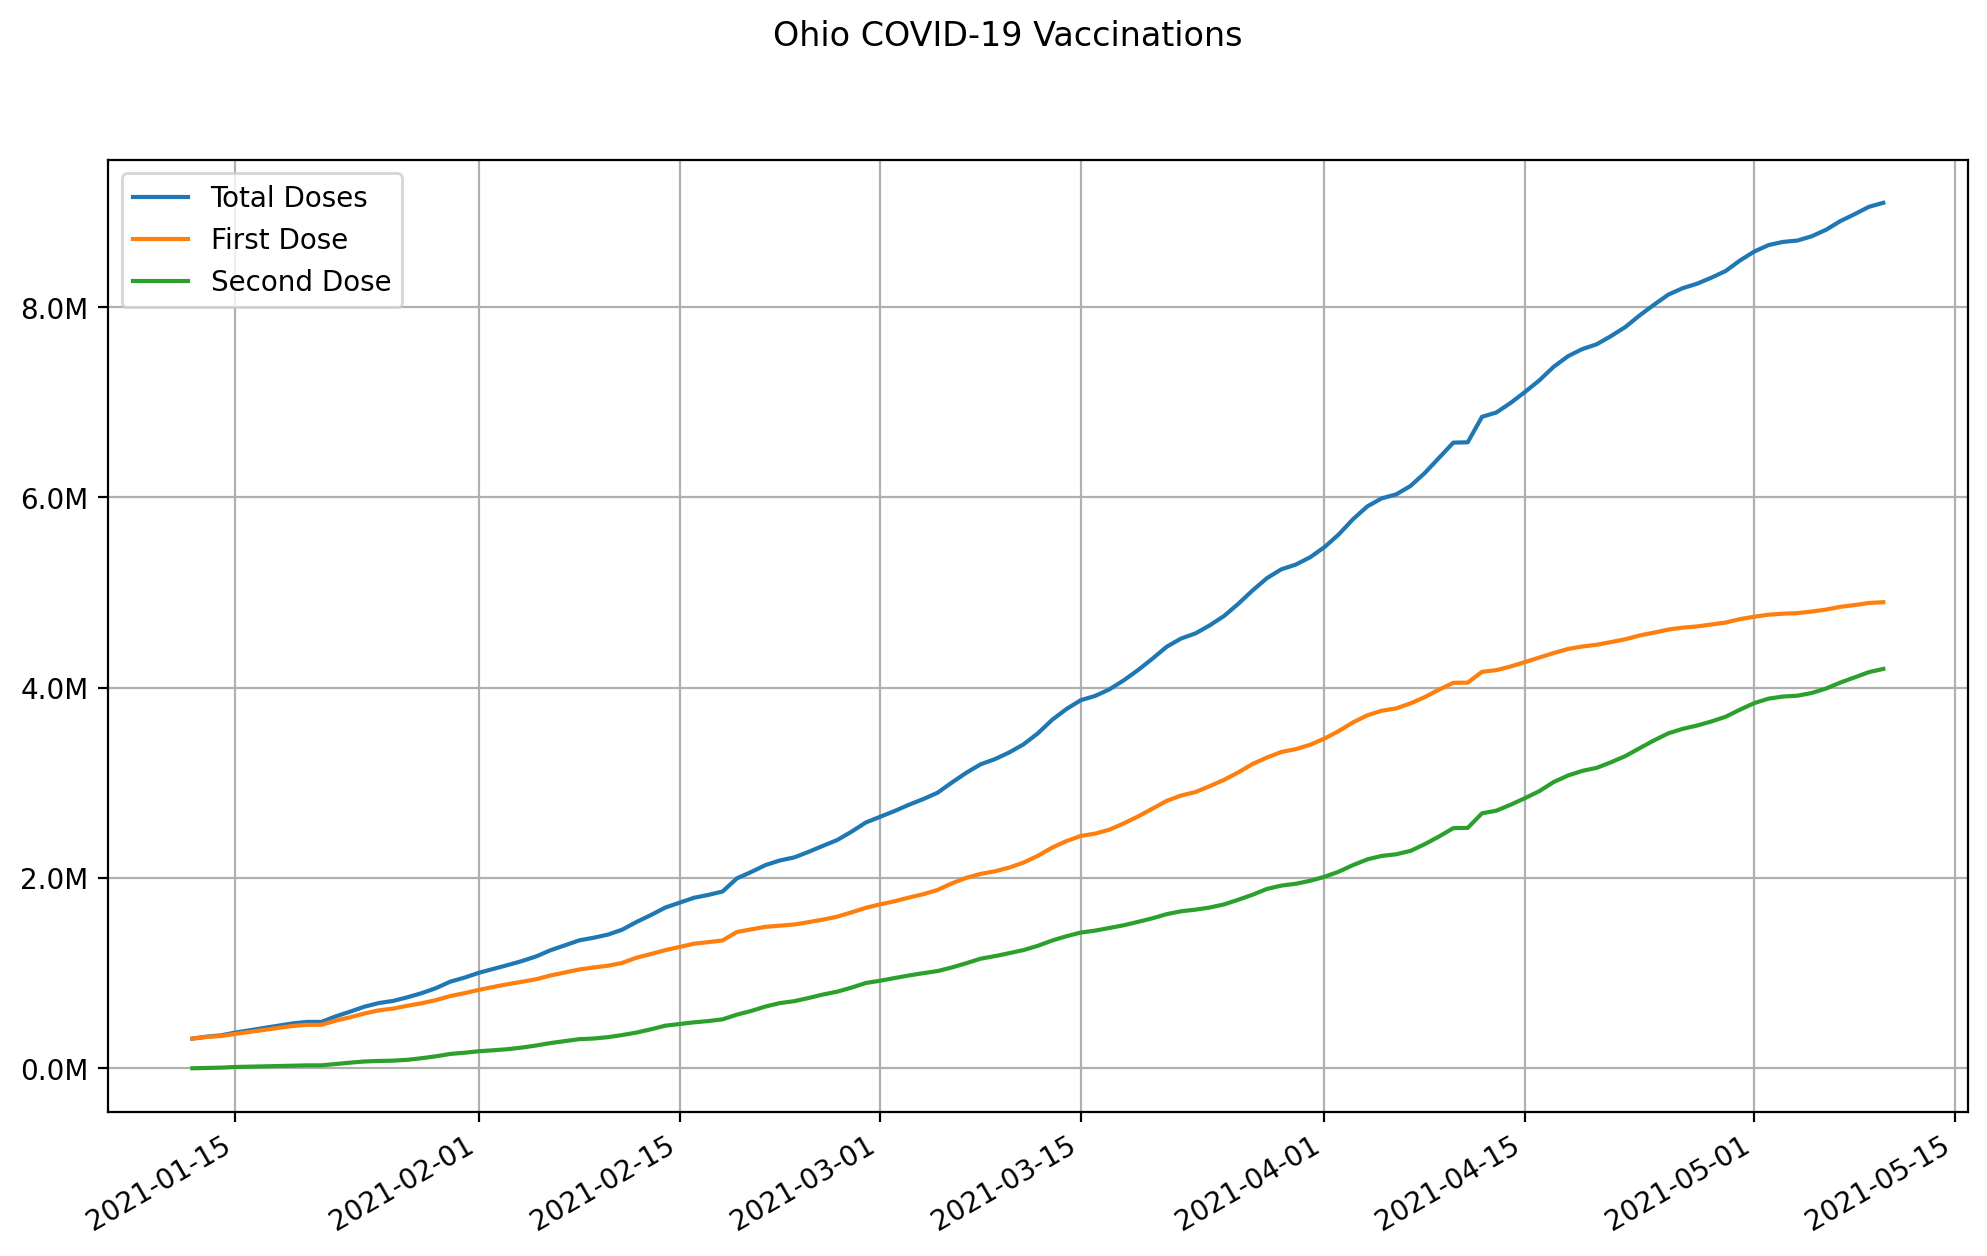 Ohio COVID-19 Vaccinations
Total Doses
First Dose
Second Dose
8.0M
6.0M
4.0M
2.0M
0.0M
2021-01-15
2021-02-01
2021-02-15
2021-03-01
2021-03-15
2021-04-01
2021-04-15
2021-05-01
2021-05-15